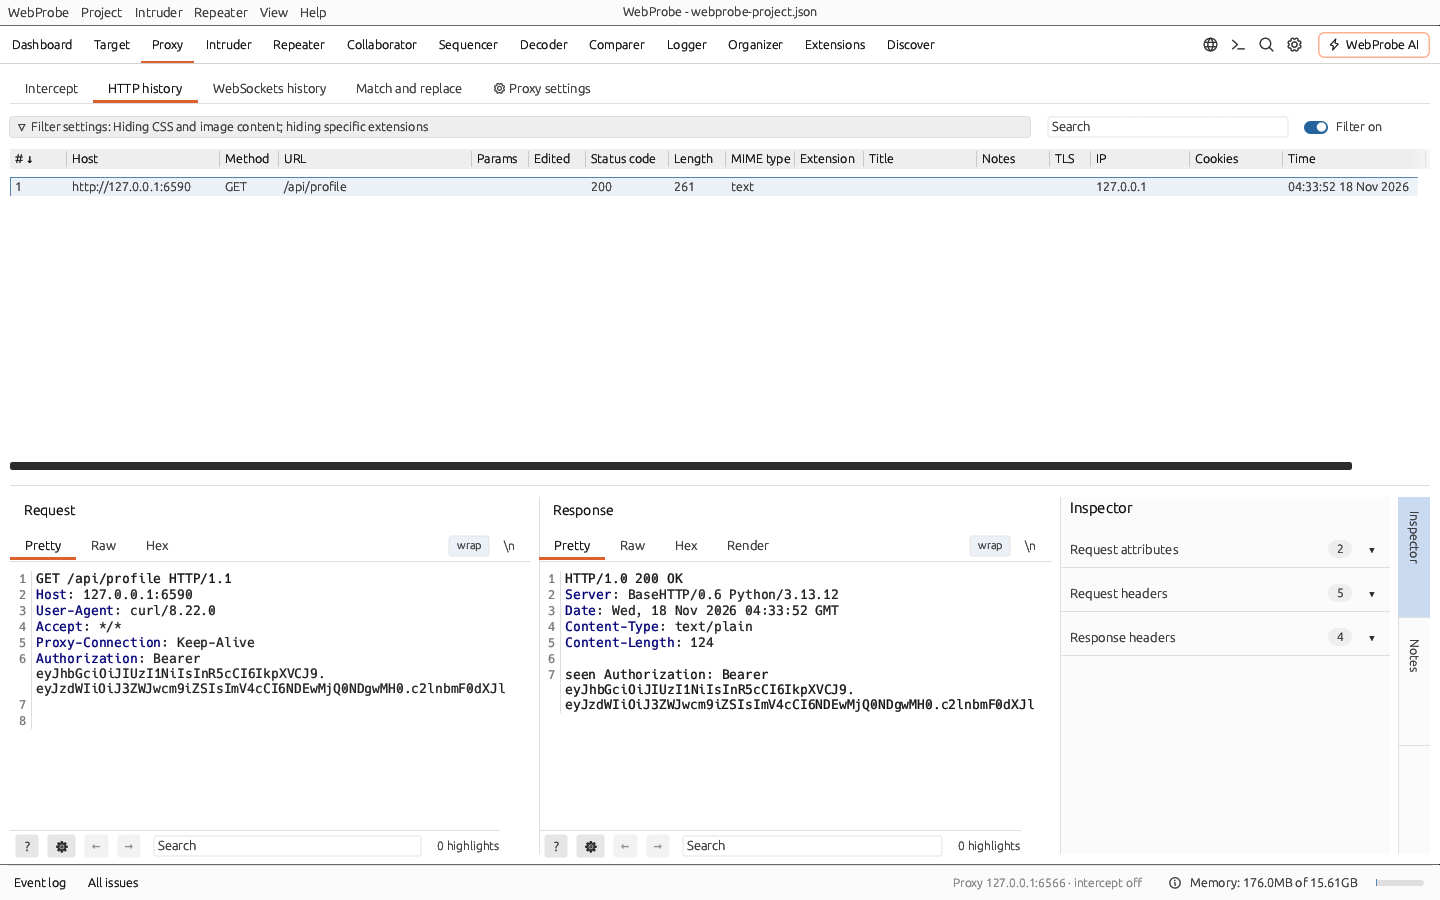 WebProbe Project Intruder Repeater View Help
WebProbe - webprobe-project.json
Dashboard Target Proxy Intruder Repeater Collaborator Sequencer Decoder Comparer Logger Organizer Extensions Discover
WebProbe AI
Intercept HTTP history WebSockets history Match and replace Proxy settings
Filter settings: Hiding CSS and image content; hiding specific extensions
Search
Filter on
# ↓ Host Method URL Params Edited Status code Length MIME type Extension Title Notes TLS IP Cookies Time
1 http://127.0.0.1:6590 GET /api/profile 200 261 text 127.0.0.1 04:33:52 18 Nov 2026
Request
Pretty Raw Hex
wrap \n
1 GET /api/profile HTTP/1.1
2 Host: 127.0.0.1:6590
3 User-Agent: curl/8.22.0
4 Accept: */*
5 Proxy-Connection: Keep-Alive
6 Authorization: Bearer
eyJhbGciOiJIUzI1NiIsInR5cCI6IkpXVCJ9.
eyJzdWIiOiJ3ZWJwcm9iZSIsImV4cCI6NDEwMjQ0NDgwMH0.c2lnbmF0dXJl
7
8
? ← →
Search
0 highlights
Response
Pretty Raw Hex Render
wrap \n
1 HTTP/1.0 200 OK
2 Server: BaseHTTP/0.6 Python/3.13.12
3 Date: Wed, 18 Nov 2026 04:33:52 GMT
4 Content-Type: text/plain
5 Content-Length: 124
6
7 seen Authorization: Bearer
eyJhbGciOiJIUzI1NiIsInR5cCI6IkpXVCJ9.
eyJzdWIiOiJ3ZWJwcm9iZSIsImV4cCI6NDEwMjQ0NDgwMH0.c2lnbmF0dXJl
? ← →
Search
0 highlights
Inspector
Request attributes 2
Request headers 5
Response headers 4
Inspector
Notes
Event log All issues
Proxy 127.0.0.1:6566 · intercept off
Memory: 176.0MB of 15.61GB